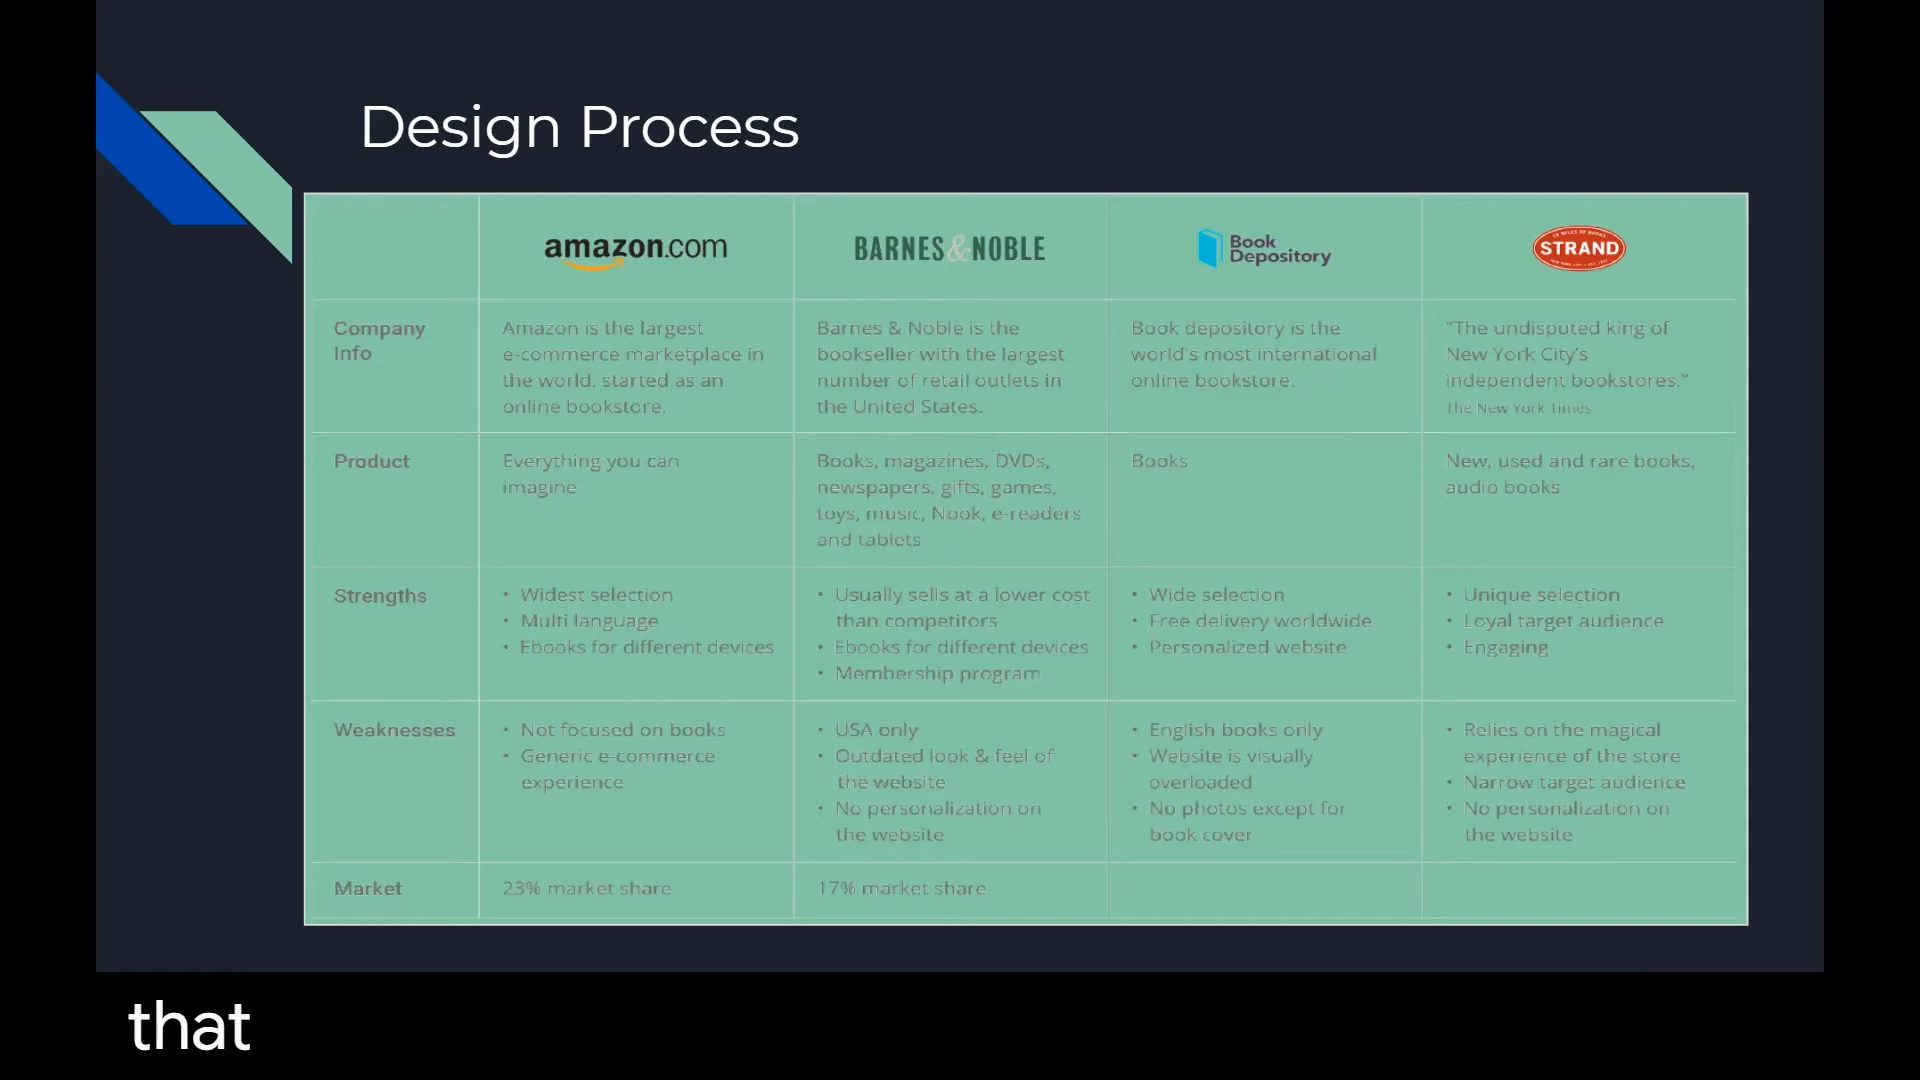 Design Process
amazon.com
BARNES&NOBLE
Book
Depository
STRAND
Company
Info
Amazon is the largest
e-commerce marketplace in
the world, started as an
online bookstore.
Barnes & Noble is the
bookseller with the largest
number of retail outlets in
the United States.
Book depository is the
world's most international
online bookstore.
"The undisputed king of
New York City's
independent bookstores."
The New York Times
Product
Everything you can
imagine
Books, magazines, DVDs,
newspapers, gifts, games,
toys, music, Nook, e-readers
and tablets
Books
New, used and rare books,
audio books
Strengths
• Widest selection
• Multi language
• Ebooks for different devices
• Usually sells at a lower cost
than competitors
• Ebooks for different devices
• Membership program
• Wide selection
• Free delivery worldwide
• Personalized website
• Unique selection
• Loyal target audience
• Engaging
Weaknesses
• Not focused on books
• Generic e-commerce
experience
• USA only
• Outdated look & feel of
the website
• No personalization on
the website
• English books only
• Website is visually
overloaded
• No photos except for
book cover
• Relies on the magical
experience of the store
• Narrow target audience
• No personalization on
the website
Market
23% market share
17% market share
that